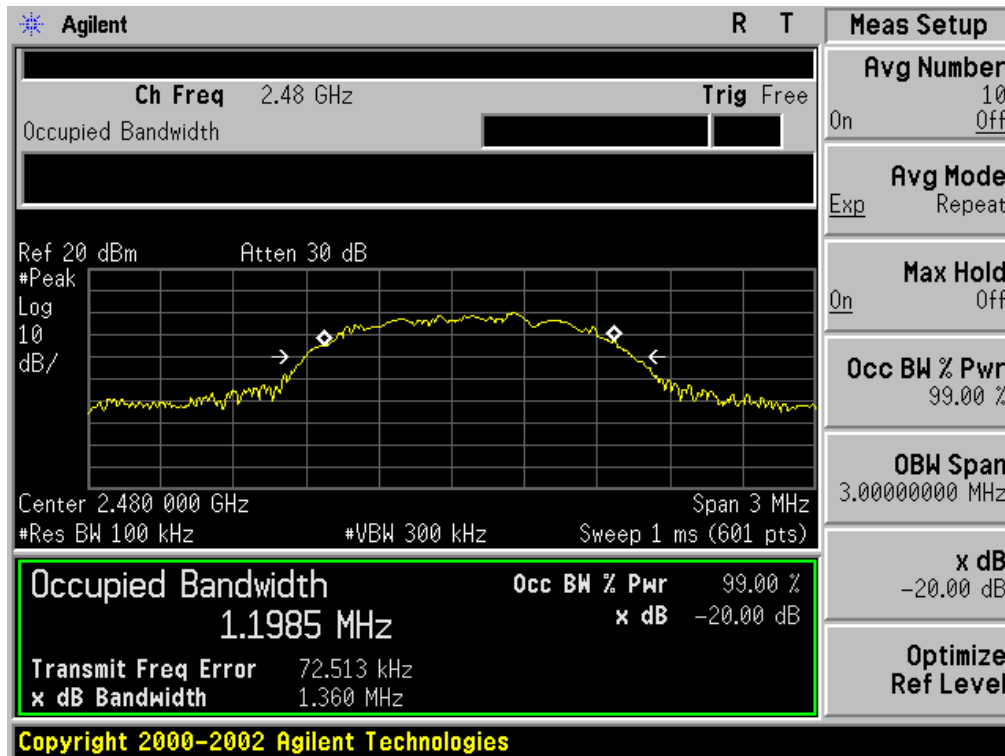 Agilent R T
Ch Freq 2.48 GHz Trig Free
Occupied Bandwidth
Ref 20 dBm Atten 30 dB
#Peak
Log
10
dB/
Center 2.480 000 GHz Span 3 MHz
#Res BW 100 kHz #VBW 300 kHz Sweep 1 ms (601 pts)
Occupied Bandwidth Occ BW % Pwr 99.00 %
1.1985 MHz x dB -20.00 dB
Transmit Freq Error 72.513 kHz
x dB Bandwidth 1.360 MHz
Copyright 2000-2002 Agilent Technologies
Meas Setup
Avg Number
10
On Off
Avg Mode
Exp Repeat
Max Hold
On Off
Occ BW % Pwr
99.00 %
OBW Span
3.00000000 MHz
x dB
-20.00 dB
Optimize
Ref Level